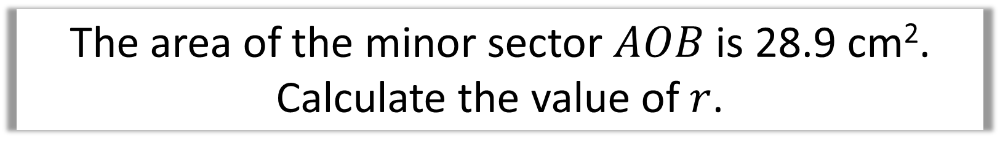 The area of the minor sector AOB is 28.9 cm².
Calculate the value of r.